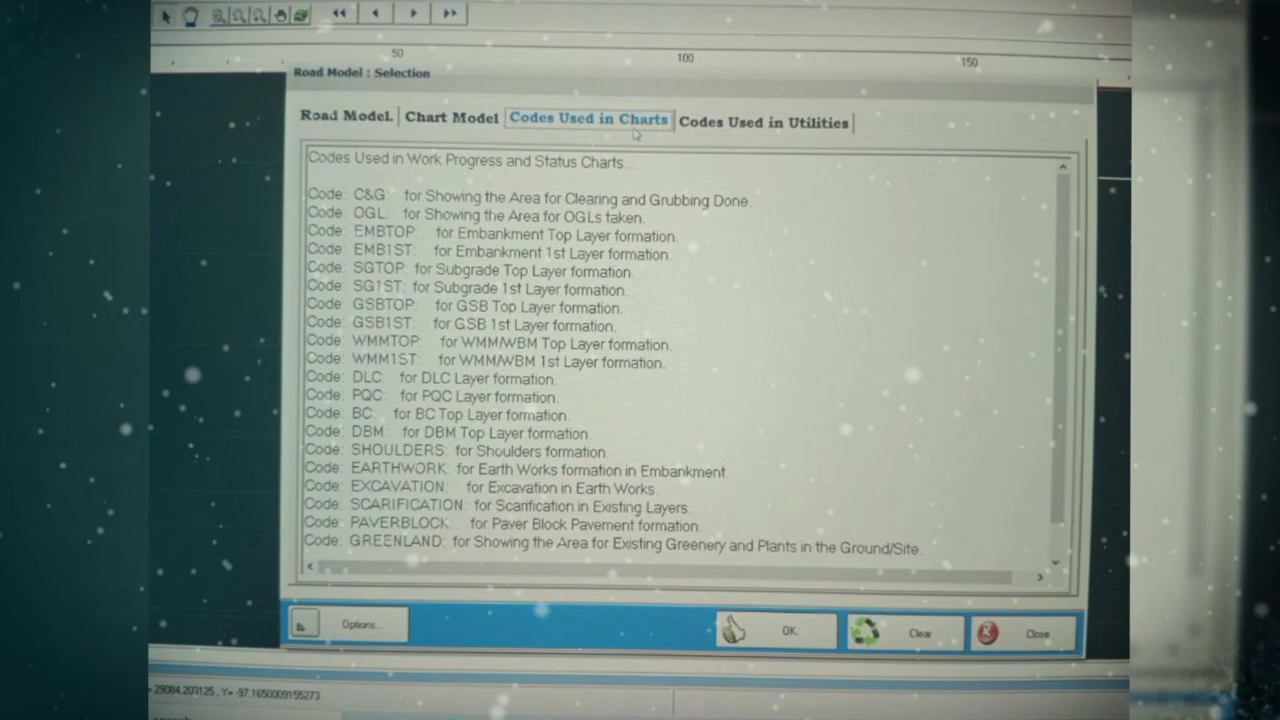 50
100
150
Road Model : Selection
Road Model. Chart Model Codes Used in Charts Codes Used in Utilities
Codes Used in Work Progress and Status Charts...
Code: C&G: for Showing the Area for Clearing and Grubbing Done.
Code: OGL: for Showing the Area for OGLs taken.
Code: EMBTOP: for Embankment Top Layer formation.
Code: EMB1ST: for Embankment 1st Layer formation.
Code: SGTOP: for Subgrade Top Layer formation.
Code: SG1ST: for Subgrade 1st Layer formation.
Code: GSBTOP: for GSB Top Layer formation.
Code: GSB1ST: for GSB 1st Layer formation.
Code: WMMTOP: for WMM/WBM Top Layer formation.
Code: WMM1ST: for WMM/WBM 1st Layer formation.
Code: DLC: for DLC Layer formation.
Code: PQC: for PQC Layer formation.
Code: BC: for BC Top Layer formation.
Code: DBM: for DBM Top Layer formation.
Code: SHOULDERS: for Shoulders formation.
Code: EARTHWORK: for Earth Works formation in Embankment.
Code: EXCAVATION: for Excavation in Earth Works.
Code: SCARIFICATION: for Scarification in Existing Layers.
Code: PAVERBLOCK: for Paver Block Pavement formation.
Code: GREENLAND: for Showing the Area for Existing Greenery and Plants in the Ground/Site.
Options... OK Clear Close
= 29084.203125 , Y= -97.1650009155273